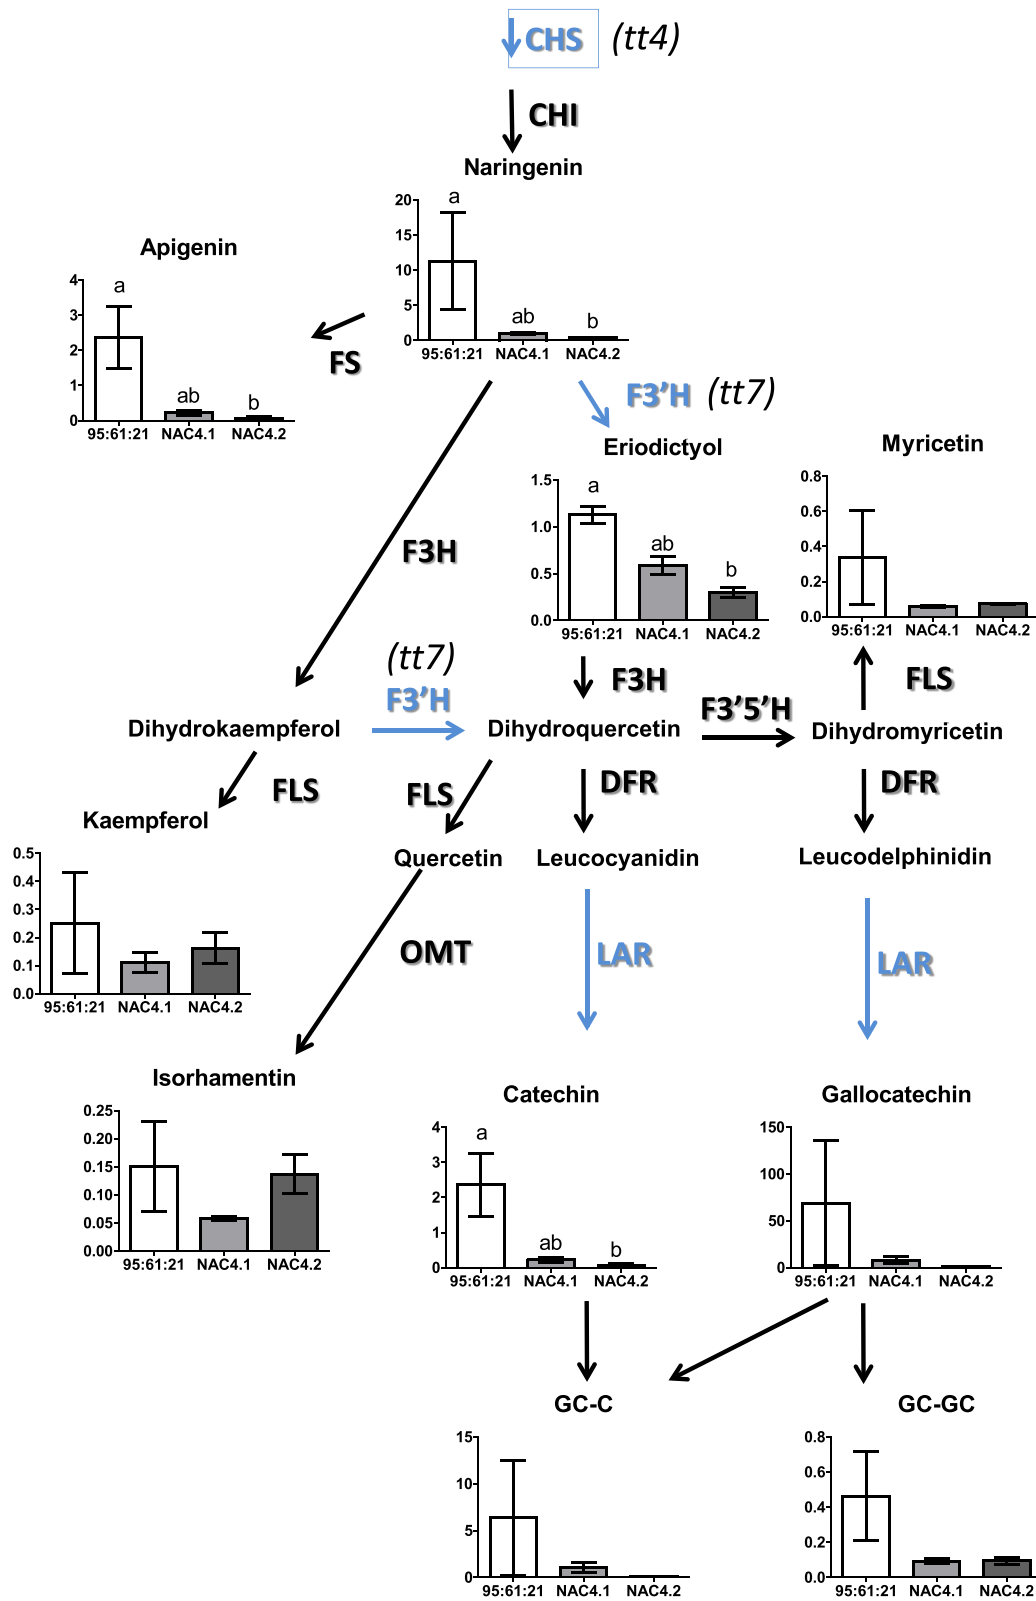 CHS (tt4)
CHI
Naringenin
20
15
10
5
0
a
ab
b
95:61:21 NAC4.1 NAC4.2
Apigenin
4
3
2
1
0
a
ab
b
95:61:21 NAC4.1 NAC4.2
FS
F3'H (tt7)
Eriodictyol
1.5
1.0
0.5
0.0
a
ab
b
95:61:21 NAC4.1 NAC4.2
Myricetin
0.8
0.6
0.4
0.2
0.0
95:61:21 NAC4.1 NAC4.2
F3H
(tt7)
F3'H
F3H
F3'5'H
FLS
Dihydrokaempferol
Dihydroquercetin
Dihydromyricetin
FLS
FLS
DFR
DFR
Kaempferol
0.5
0.4
0.3
0.2
0.1
0.0
95:61:21 NAC4.1 NAC4.2
Quercetin
Leucocyanidin
Leucodelphinidin
OMT
LAR
LAR
Isorhamentin
0.25
0.20
0.15
0.10
0.05
0.00
95:61:21 NAC4.1 NAC4.2
Catechin
4
3
2
1
0
a
ab
b
95:61:21 NAC4.1 NAC4.2
Gallocatechin
150
100
50
0
95:61:21 NAC4.1 NAC4.2
GC-C
15
10
5
0
95:61:21 NAC4.1 NAC4.2
GC-GC
0.8
0.6
0.4
0.2
0.0
95:61:21 NAC4.1 NAC4.2